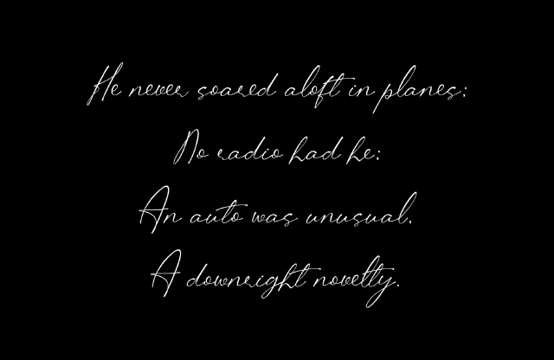 He never soared aloft in planes:
No radio had he:
An auto was unusual.
A downright novelty.